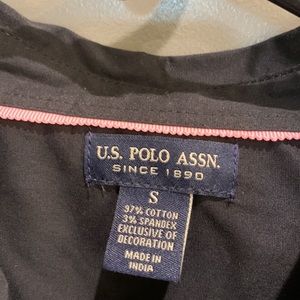 U.S. POLO ASSN.
SINCE 1890
S
97% COTTON
3% SPANDEX
EXCLUSIVE OF
DECORATION
MADE IN
INDIA